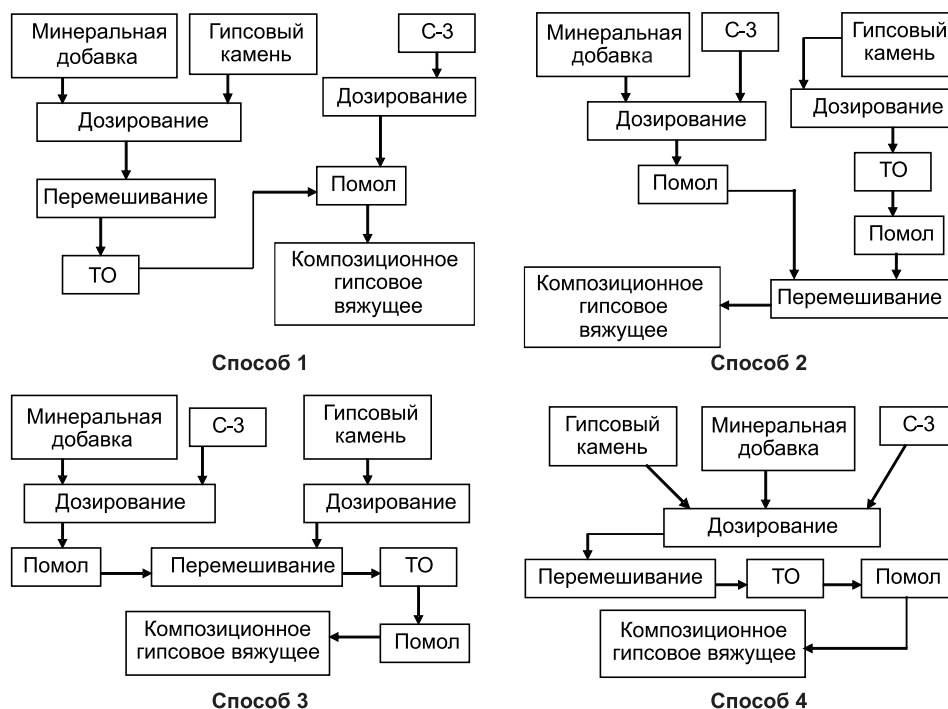 Минеральная
добавка
Гипсовый
камень
С-3
Дозирование
Дозирование
Перемешивание
Помол
ТО
Композиционное
гипсовое
вяжущее
Способ 1
Минеральная
добавка
С-3
Гипсовый
камень
Дозирование
Дозирование
Помол
ТО
Помол
Композиционное
гипсовое
вяжущее
Перемешивание
Способ 2
Минеральная
добавка
С-3
Гипсовый
камень
Дозирование
Дозирование
Помол
Перемешивание
ТО
Композиционное
гипсовое вяжущее
Помол
Способ 3
Гипсовый
камень
Минеральная
добавка
С-3
Дозирование
Перемешивание
ТО
Помол
Композиционное
гипсовое вяжущее
Способ 4